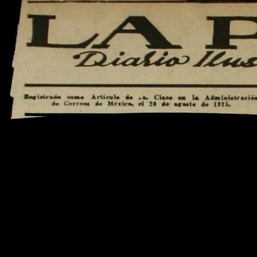 LA P
Diario Ilus
Registrado como Artículo de 2a. Clase en la Administración
de Correos de México, el 20 de agosto de 1925.